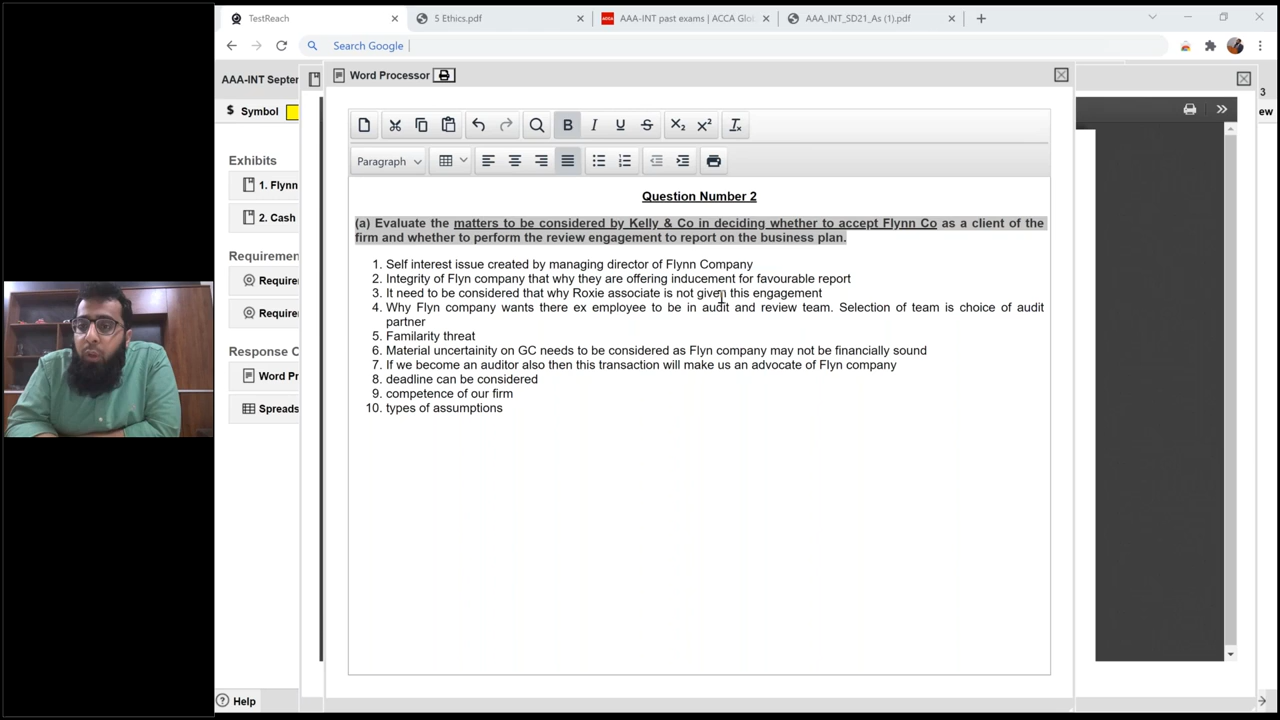 TestReach
5 Ethics.pdf
AAA-INT past exams | ACCA Glo
AAA_INT_SD21_As (1).pdf
Search Google
AAA-INT Septer
Word Processor
3
$ Symbol
ew
Paragraph
Exhibits
1. Flynn
2. Cash
Requiremen
Require
Require
Response O
Word Pr
Spreads
Question Number 2
(a) Evaluate the matters to be considered by Kelly & Co in deciding whether to accept Flynn Co as a client of the
firm and whether to perform the review engagement to report on the business plan.
1. Self interest issue created by managing director of Flynn Company
2. Integrity of Flyn company that why they are offering inducement for favourable report
3. It need to be considered that why Roxie associate is not given this engagement
4. Why Flyn company wants there ex employee to be in audit and review team. Selection of team is choice of audit
partner
5. Familarity threat
6. Material uncertainity on GC needs to be considered as Flyn company may not be financially sound
7. If we become an auditor also then this transaction will make us an advocate of Flyn company
8. deadline can be considered
9. competence of our firm
10. types of assumptions
Help